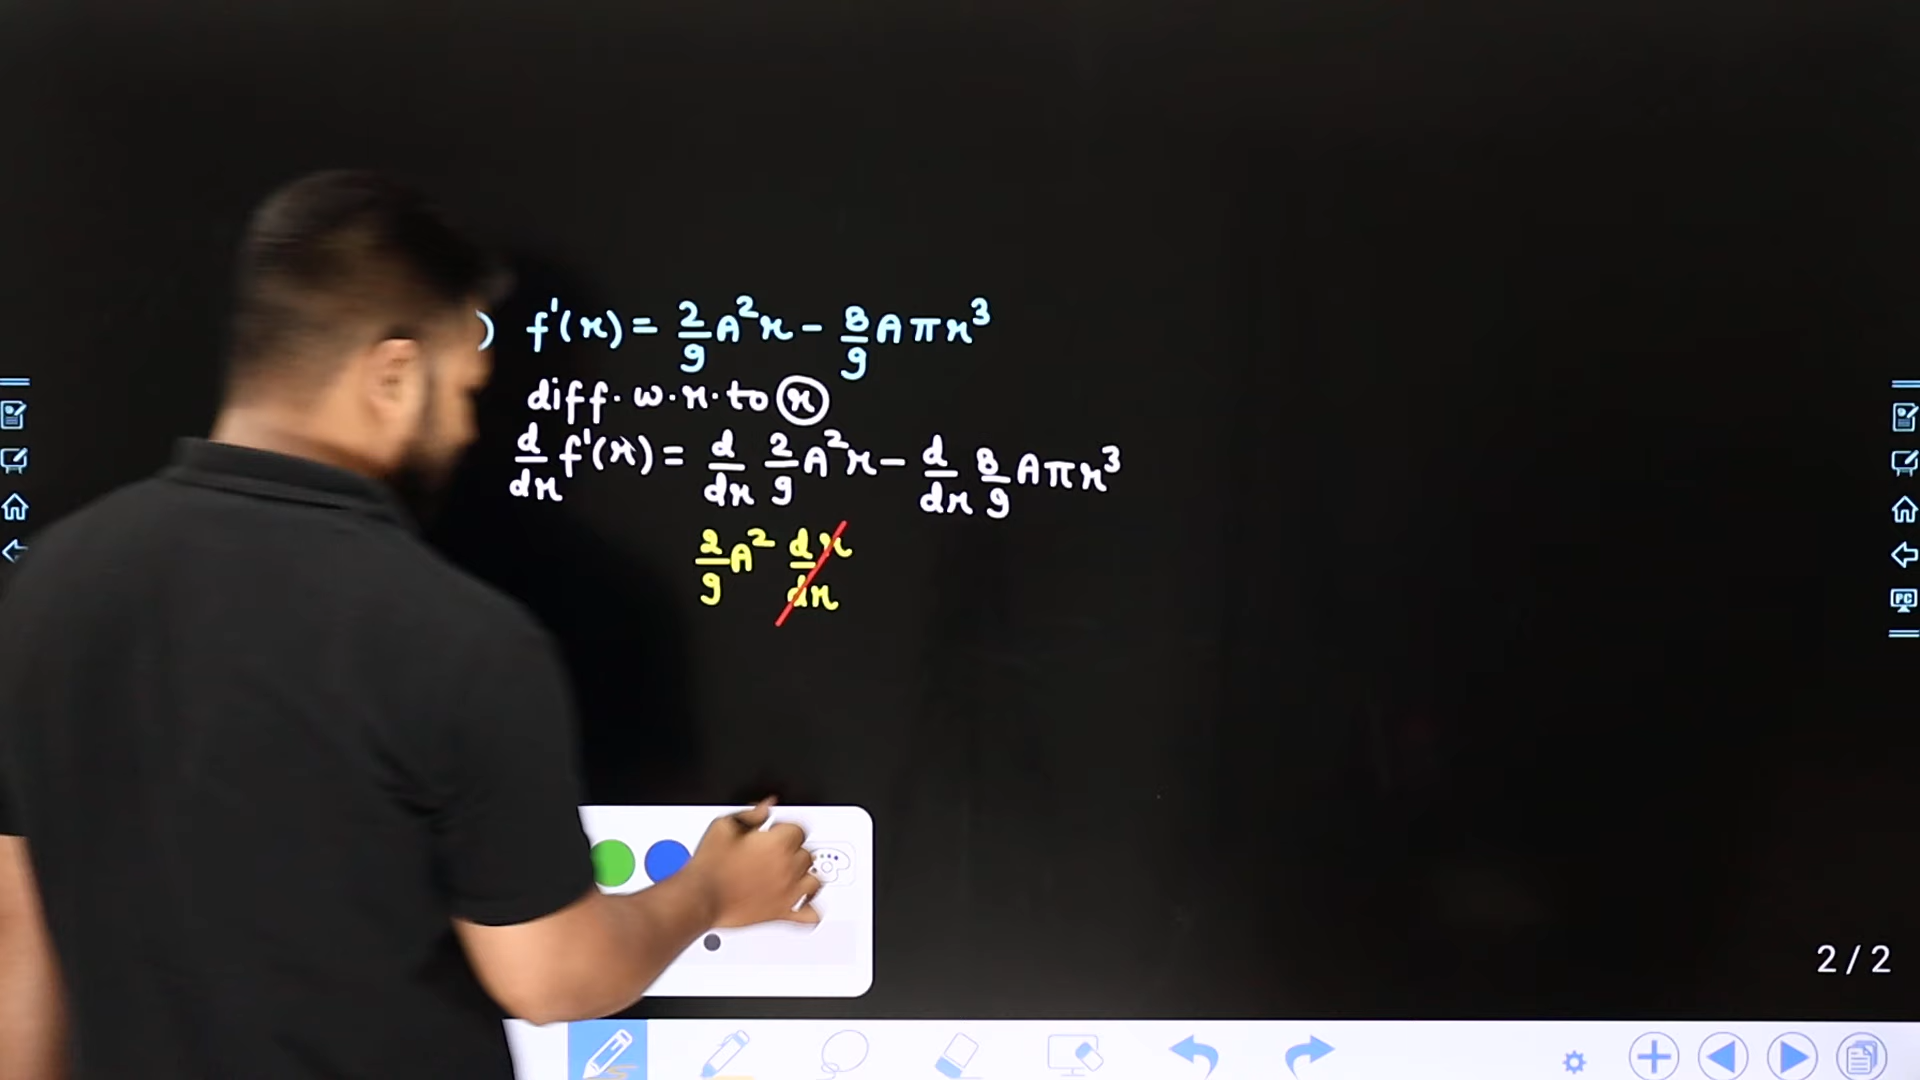 ) f'(x) = 2/9 A²x - 8/9 Aπx³
diff. w.r.to x
d/dx f'(x) = d/dx 2/9 A²x - d/dx 8/9 Aπx³
2/9 A² dx/dx
PC
2 / 2